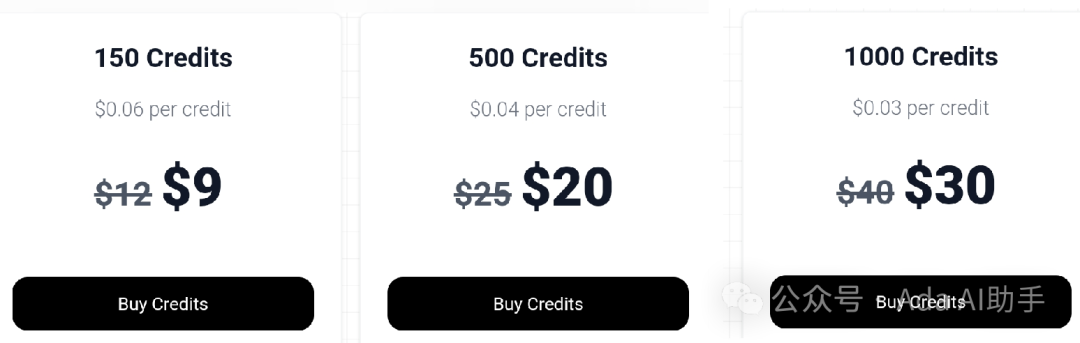 150 Credits
$0.06 per credit
$12 $9
Buy Credits
500 Credits
$0.04 per credit
$25 $20
Buy Credits
1000 Credits
$0.03 per credit
$40 $30
Buy Credits
公众号 · Ada AI助手